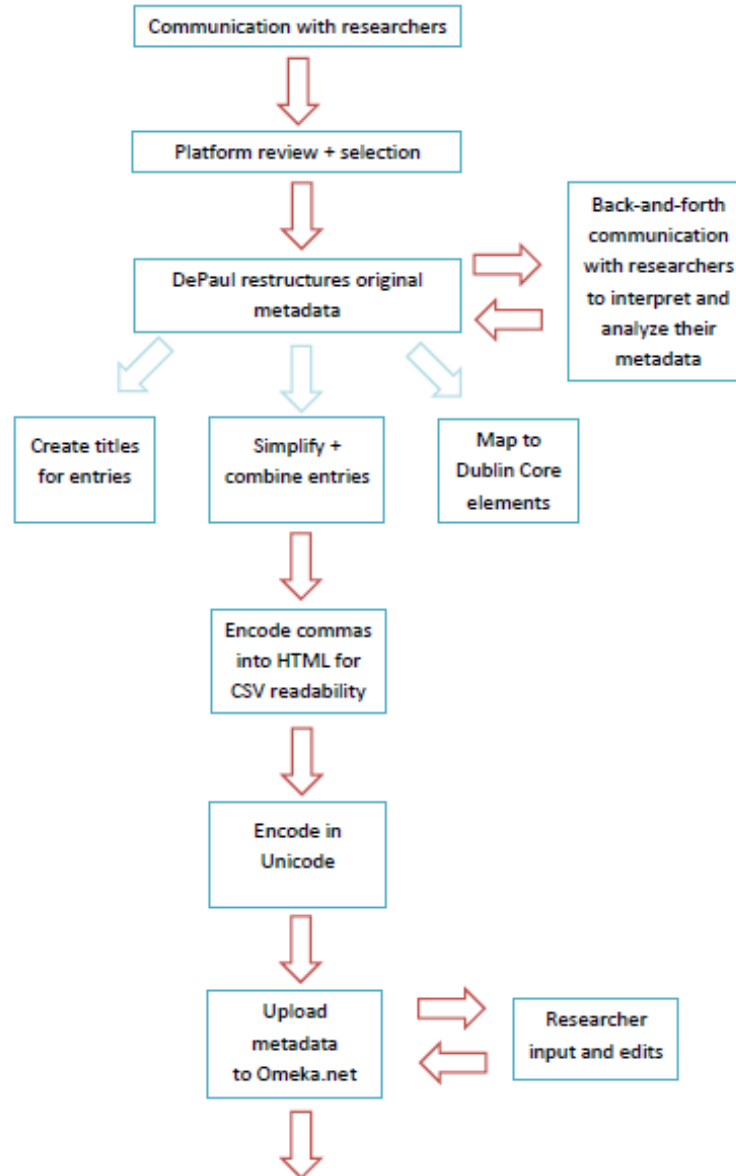 Communication with researchers
Platform review + selection
DePaul restructures original
metadata
Back-and-forth
communication
with researchers
to interpret and
analyze their
metadata
Create titles
for entries
Simplify +
combine entries
Map to
Dublin Core
elements
Encode commas
into HTML for
CSV readability
Encode in
Unicode
Upload
metadata
to Omeka.net
Researcher
input and edits